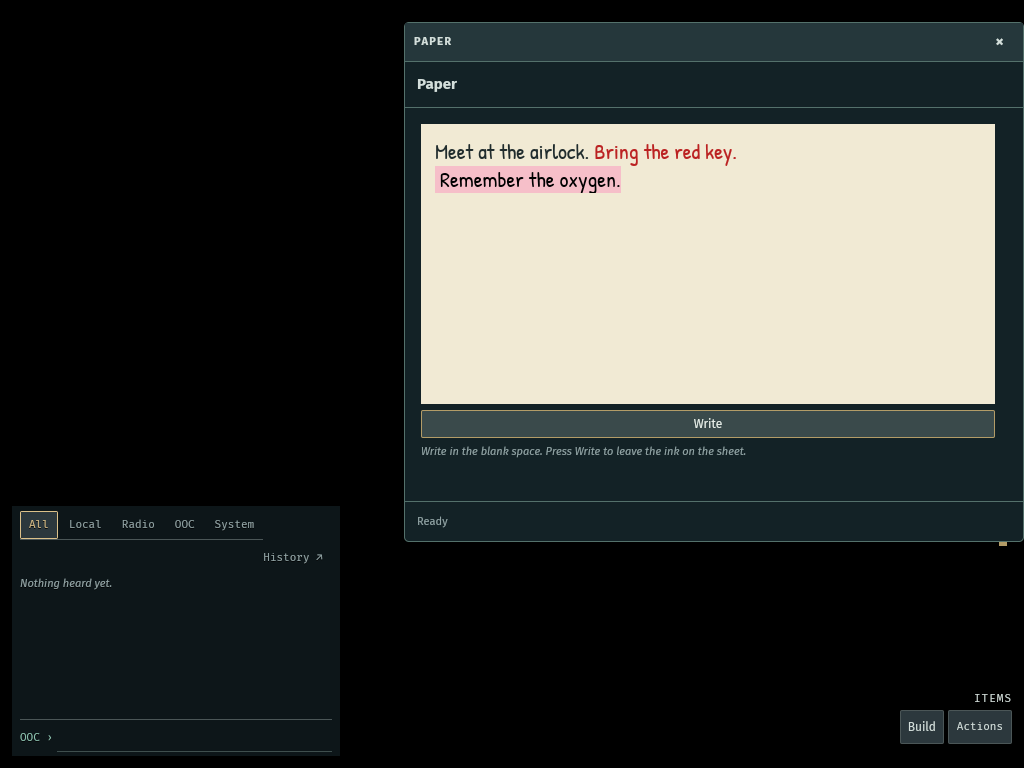 PAPER ✖
Paper
Meet at the airlock. Bring the red key.
Remember the oxygen.
Write
Write in the blank space. Press Write to leave the ink on the sheet.
Ready
All Local Radio OOC System
History ↗
Nothing heard yet.
OOC ›
ITEMS
Build Actions